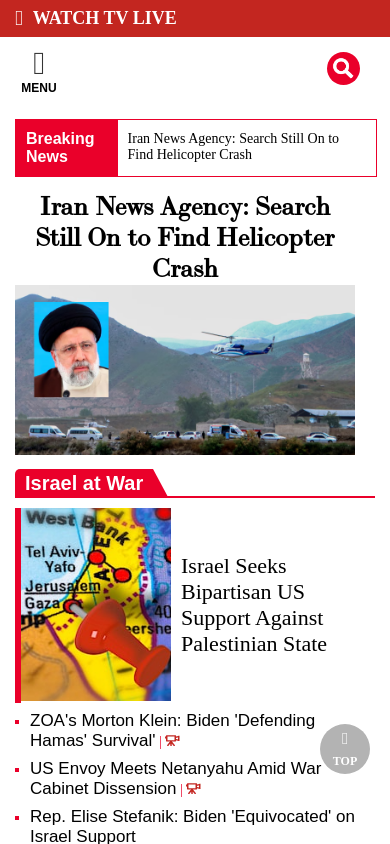 WATCH TV LIVE
MENU
Breaking
News
Iran News Agency: Search Still On to
Find Helicopter Crash
Iran News Agency: Search
Still On to Find Helicopter
Crash
Israel at War
West Bank
Tel Aviv-
Yafo
Jerusalem
Gaza
Israel Seeks
Bipartisan US
Support Against
Palestinian State
ZOA's Morton Klein: Biden 'Defending
Hamas' Survival' |
US Envoy Meets Netanyahu Amid War
Cabinet Dissension |
Rep. Elise Stefanik: Biden 'Equivocated' on
Israel Support
TOP